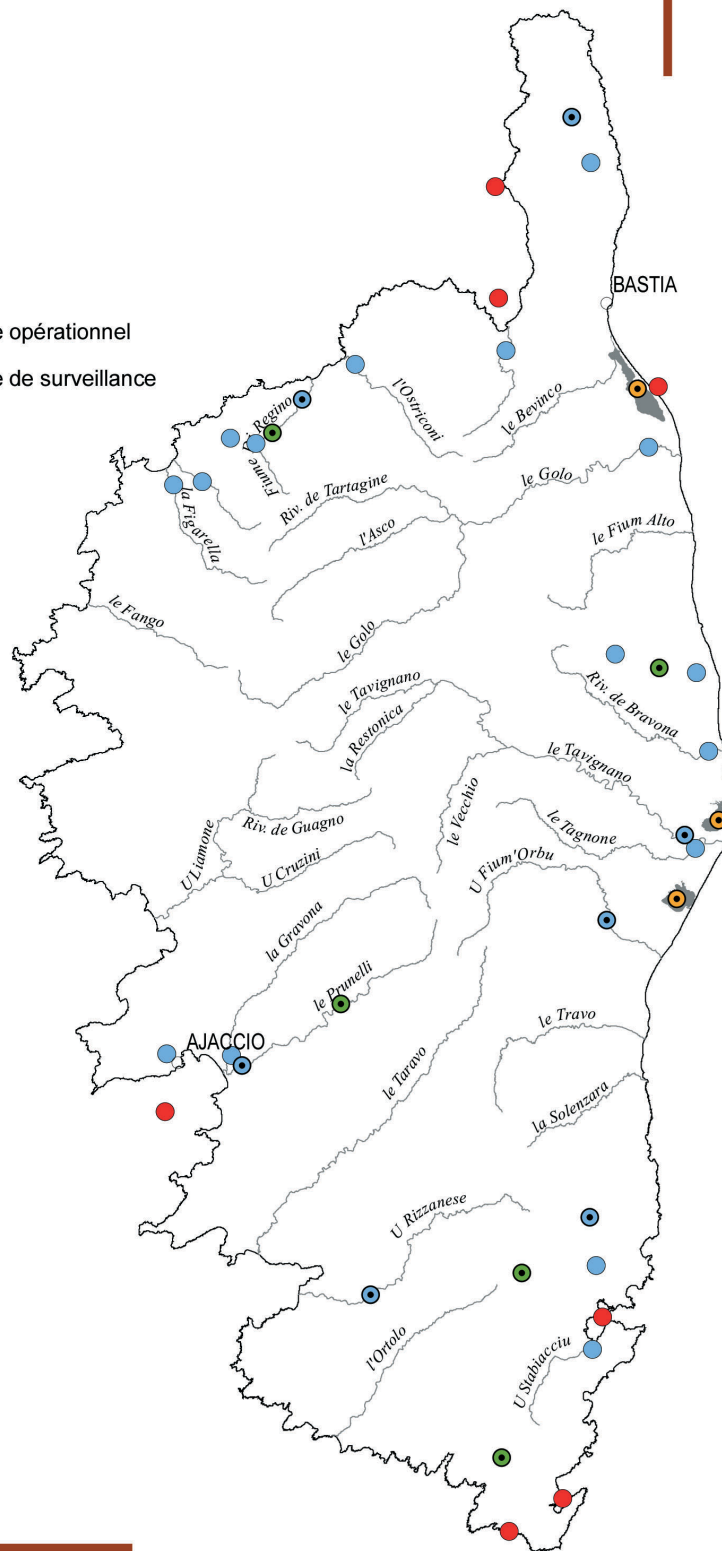 BASTIA
e opérationnel
e de surveillance
l'Ostriconi
le Bevinco
Fiume Regino
le Golo
Riv. de Tartagine
la Figarella
l'Asco
le Fium Alto
le Fango
le Golo
le Tavignano
la Restonica
Riv. de Bravona
le Tavignano
le Vecchio
le Tagnone
Riv. de Guagno
U Liamone
U Cruzini
U Fium'Orbu
la Gravona
le Prunelli
le Travo
AJACCIO
le Taravo
la Solenzara
U Rizzanese
l'Ortolo
U Stabiacciu